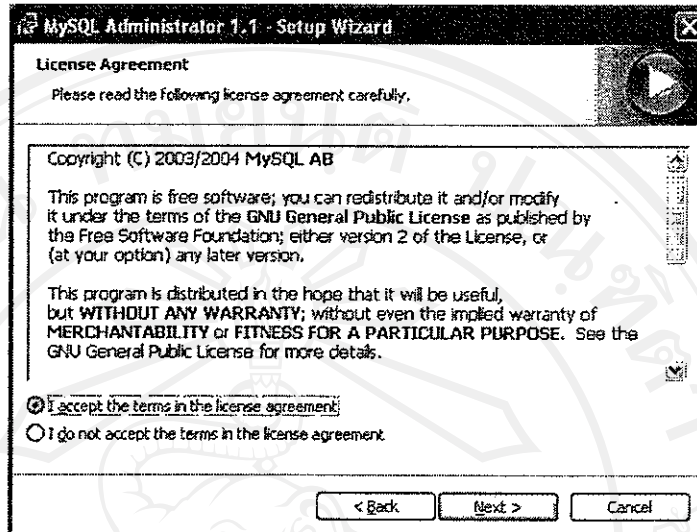 MySQL Administrator 1.1 - Setup Wizard
License Agreement
Please read the following license agreement carefully.
Copyright (C) 2003/2004 MySQL AB
This program is free software; you can redistribute it and/or modify
it under the terms of the GNU General Public License as published by
the Free Software Foundation; either version 2 of the License, or
(at your option) any later version.
This program is distributed in the hope that it will be useful,
but WITHOUT ANY WARRANTY; without even the implied warranty of
MERCHANTABILITY or FITNESS FOR A PARTICULAR PURPOSE. See the
GNU General Public License for more details.
I accept the terms in the license agreement
I do not accept the terms in the license agreement
< Back
Next >
Cancel